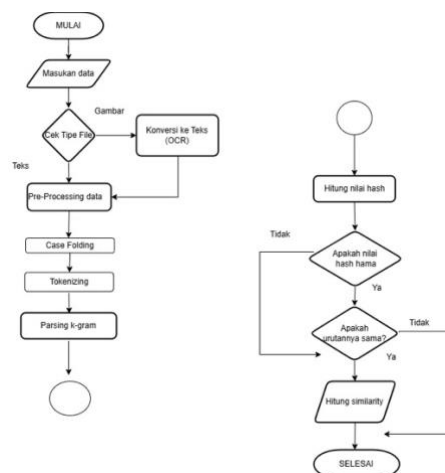 MULAI
Masukan data
Gambar
Cek Tipe File
Konversi ke Teks
(OCR)
Teks
Pre-Processing data
Case Folding
Tokenizing
Parsing k-gram
Hitung nilai hash
Tidak
Apakah nilai
hash hama
Ya
Apakah
urutannya sama?
Tidak
Ya
Hitung similarity
SELESAI